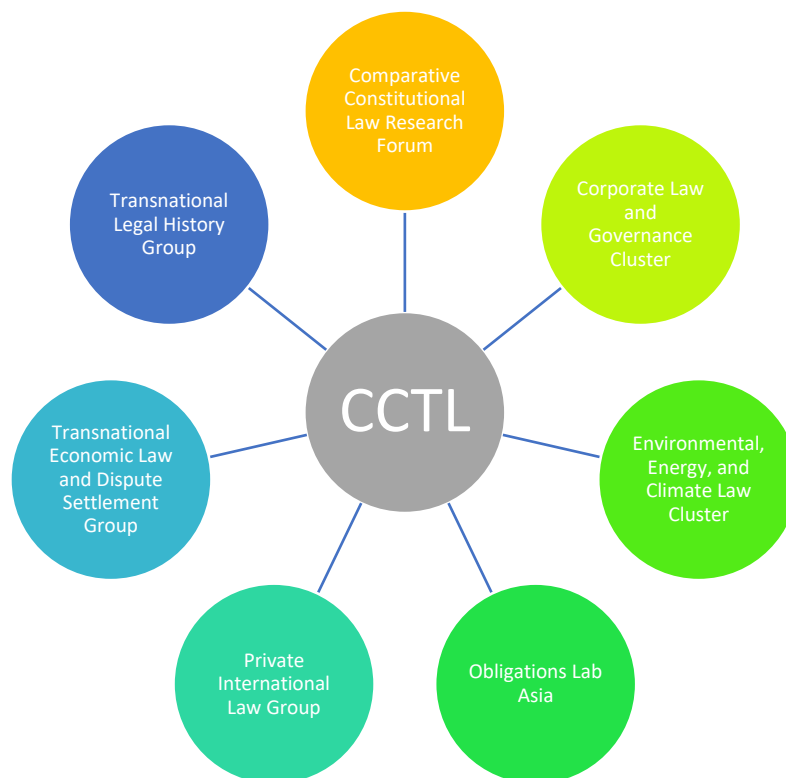 Comparative
Constitutional
Law Research
Forum
Corporate Law
and
Governance
Cluster
Environmental,
Energy, and
Climate Law
Cluster
Obligations Lab
Asia
Private
International
Law Group
Transnational
Economic Law
and Dispute
Settlement
Group
Transnational
Legal History
Group
CCTL